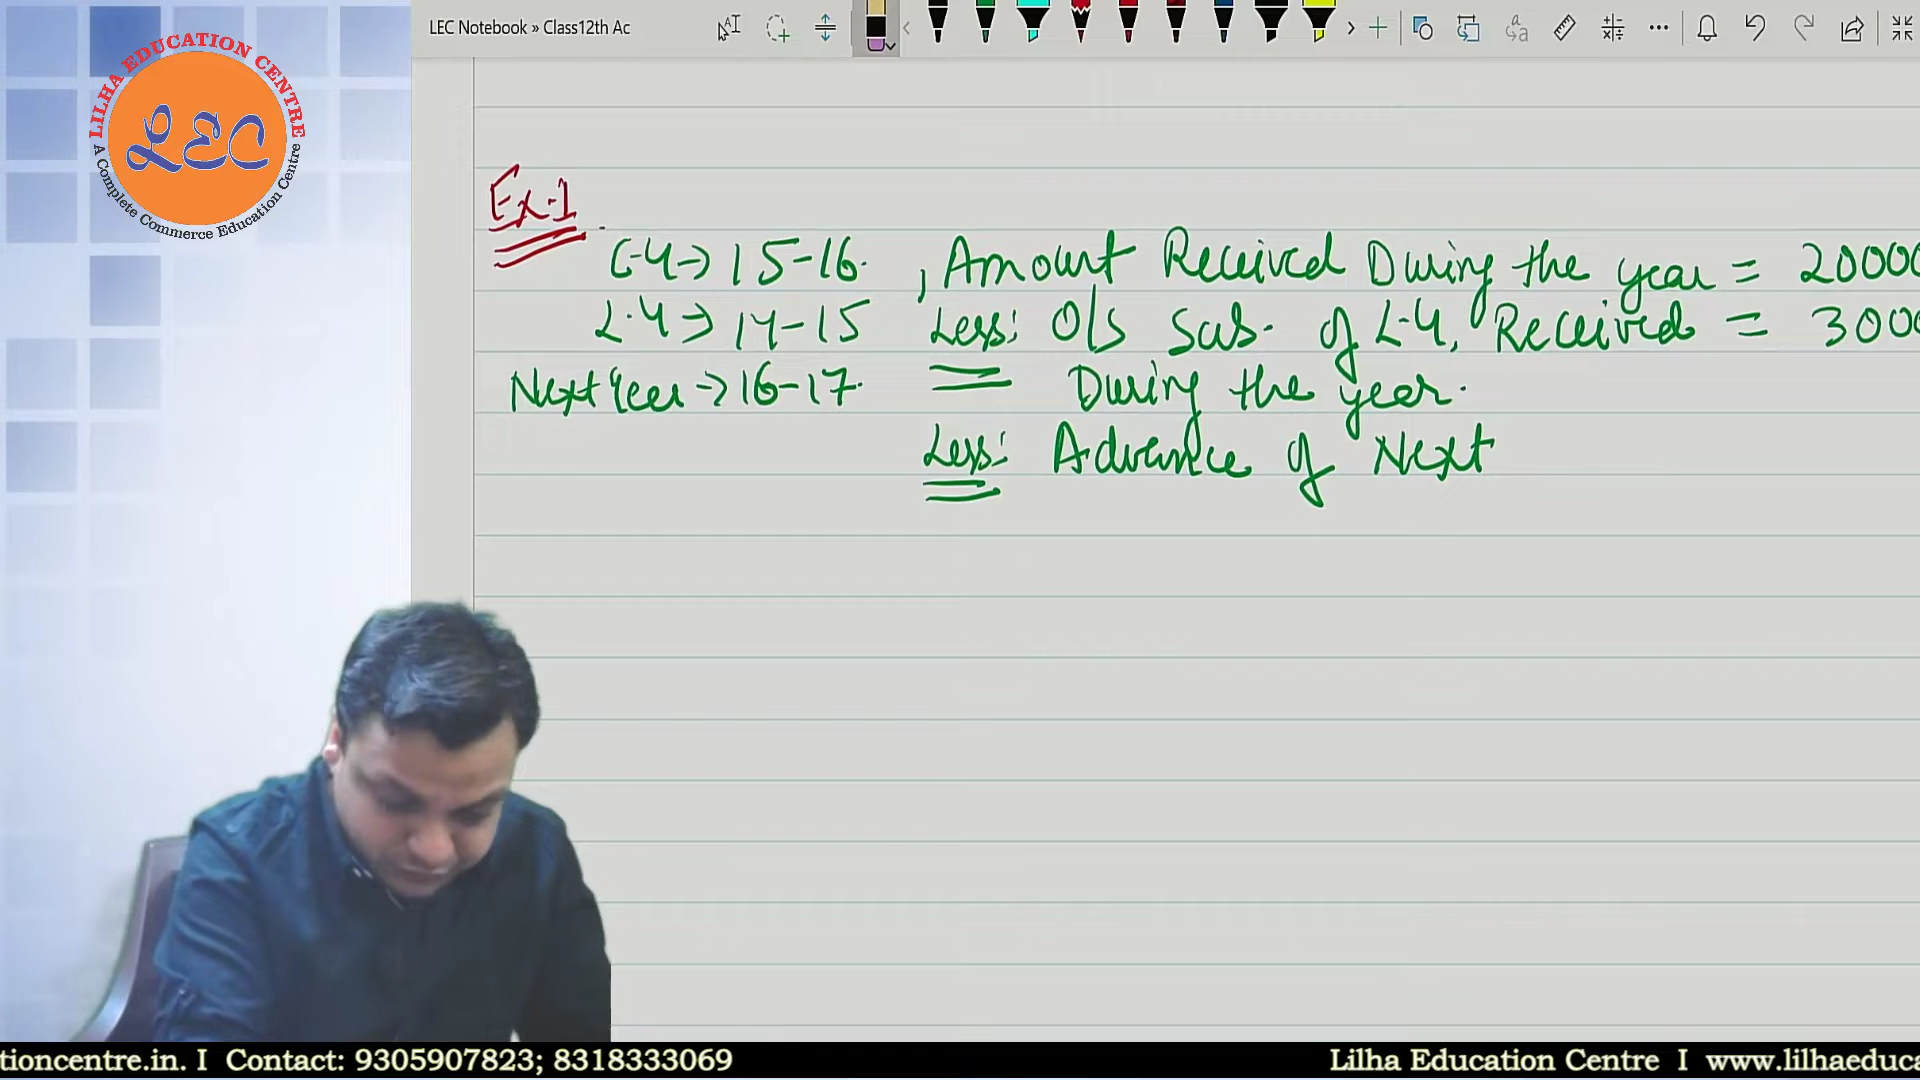 LEC Notebook » Class12th Ac
LILHA EDUCATION CENTRE
LEC
A Complete Commerce Education Centre
Ex.1
C.Y → 15-16. , Amount Received During the year = 20000
L.Y → 14-15 Less: O/s Sub. of L.Y, Received = 3000
Next Year → 16-17. During the year.
Less: Advance of Next
tioncentre.in. I Contact: 9305907823; 8318333069
Lilha Education Centre I www.lilhaeduca